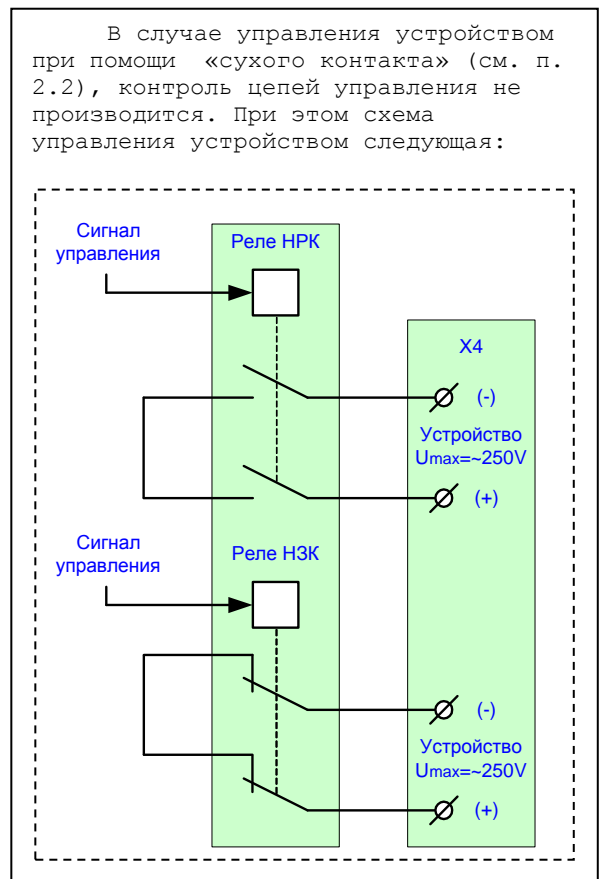 В случае управления устройством
при помощи «сухого контакта» (см. п.
2.2), контроль цепей управления не
производится. При этом схема
управления устройством следующая:
Сигнал
управления
Реле НРК
X4
(-)
Устройство
Umax=~250V
(+)
Сигнал
управления
Реле НЗК
(-)
Устройство
Umax=~250V
(+)